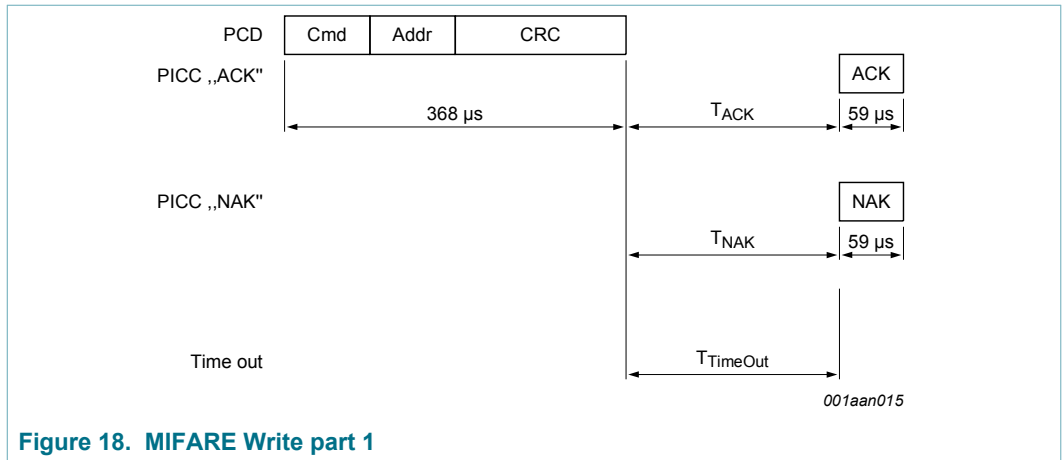 PCD Cmd Addr CRC
PICC ,,ACK" ACK
368 µs TACK 59 µs
PICC ,,NAK" NAK
TNAK 59 µs
Time out TTimeOut
001aan015
Figure 18. MIFARE Write part 1